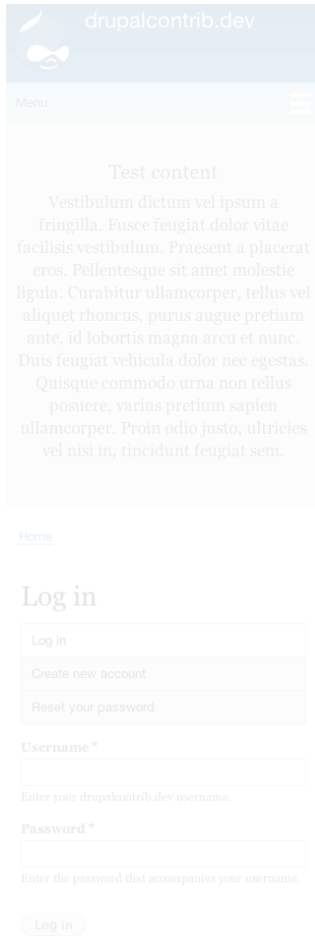 drupalcontrib.dev
Menu
Test content
Vestibulum dictum vel ipsum a
fringilla. Fusce feugiat dolor vitae
facilisis vestibulum. Praesent a placerat
eros. Pellentesque sit amet molestie
ligula. Curabitur ullamcorper, tellus vel
aliquet rhoncus, purus augue pretium
ante, id lobortis magna arcu et nunc.
Duis feugiat vehicula dolor nec egestas.
Quisque commodo urna non tellus
posuere, varius pretium sapien
ullamcorper. Proin odio justo, ultricies
vel nisi in, tincidunt feugiat sem.
Home
Log in
Log in
Create new account
Reset your password
Username *
Enter your drupalcontrib.dev username.
Password *
Enter the password that accompanies your username.
Log in